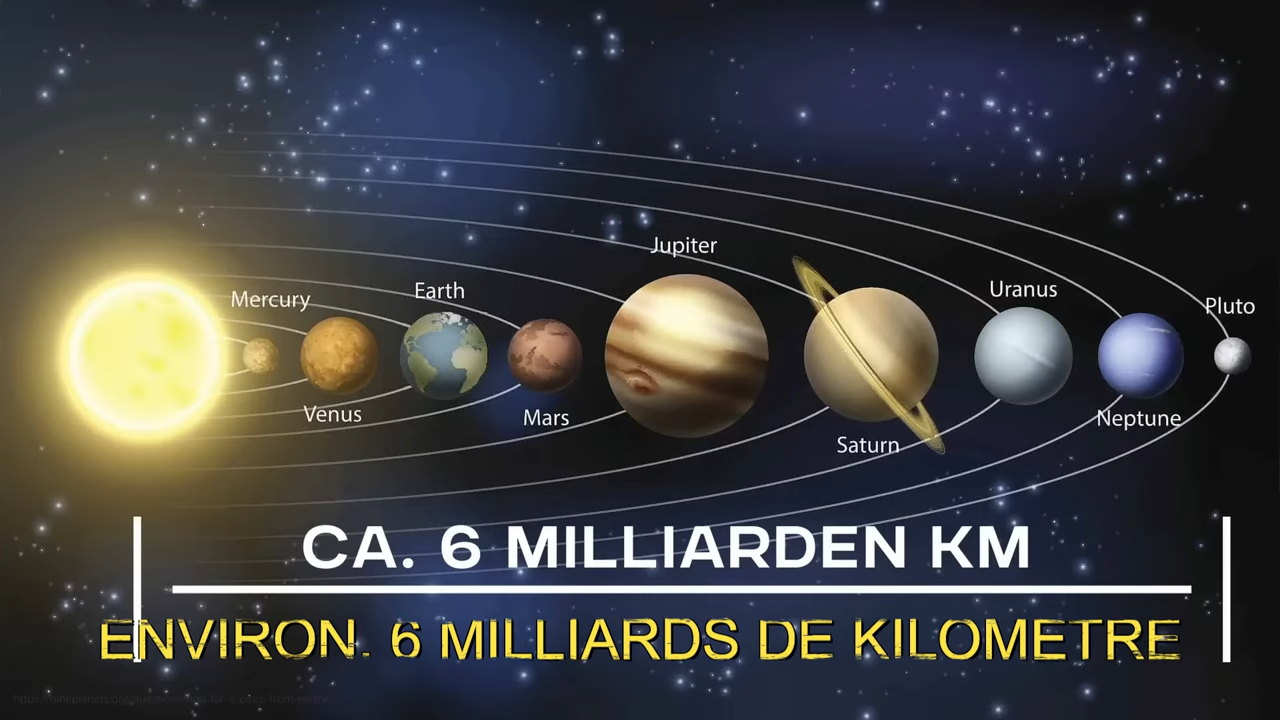 Jupiter
Earth
Uranus
Mercury
Pluto
Venus
Mars
Neptune
Saturn
CA. 6 MILLIARDEN KM
ENVIRON. 6 MILLIARDS DE KILOMETRE